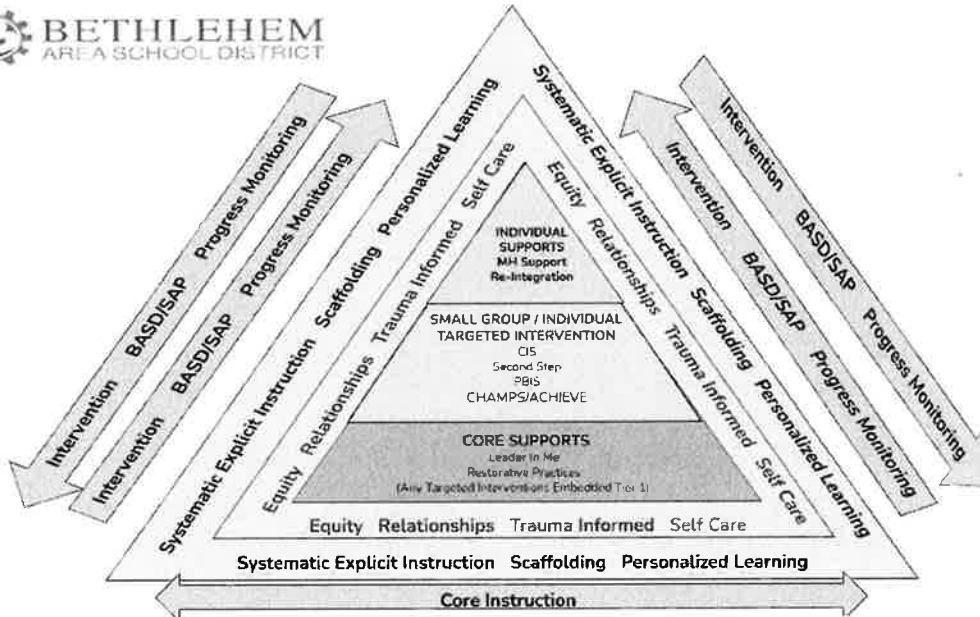 BETHLEHEM
AREA SCHOOL DISTRICT
Intervention BASD/SAP Progress Monitoring
Intervention BASD/SAP Progress Monitoring
Systematic Explicit Instruction Scaffolding Personalized Learning
Equity Relationships Trauma Informed Self Care
Systematic Explicit Instruction Scaffolding Personalized Learning
Equity Relationships Trauma Informed Self Care
Intervention BASD/SAP Progress Monitoring
Intervention BASD/SAP Progress Monitoring
INDIVIDUAL
SUPPORTS
MH Support
Re-Integration
SMALL GROUP / INDIVIDUAL
TARGETED INTERVENTION
CIS
Second Step
PBIS
CHAMPS/ACHIEVE
CORE SUPPORTS
Leader In Me
Restorative Practices
(Any Targeted Interventions Embedded Tier 1)
Equity Relationships Trauma Informed Self Care
Systematic Explicit Instruction Scaffolding Personalized Learning
Core Instruction